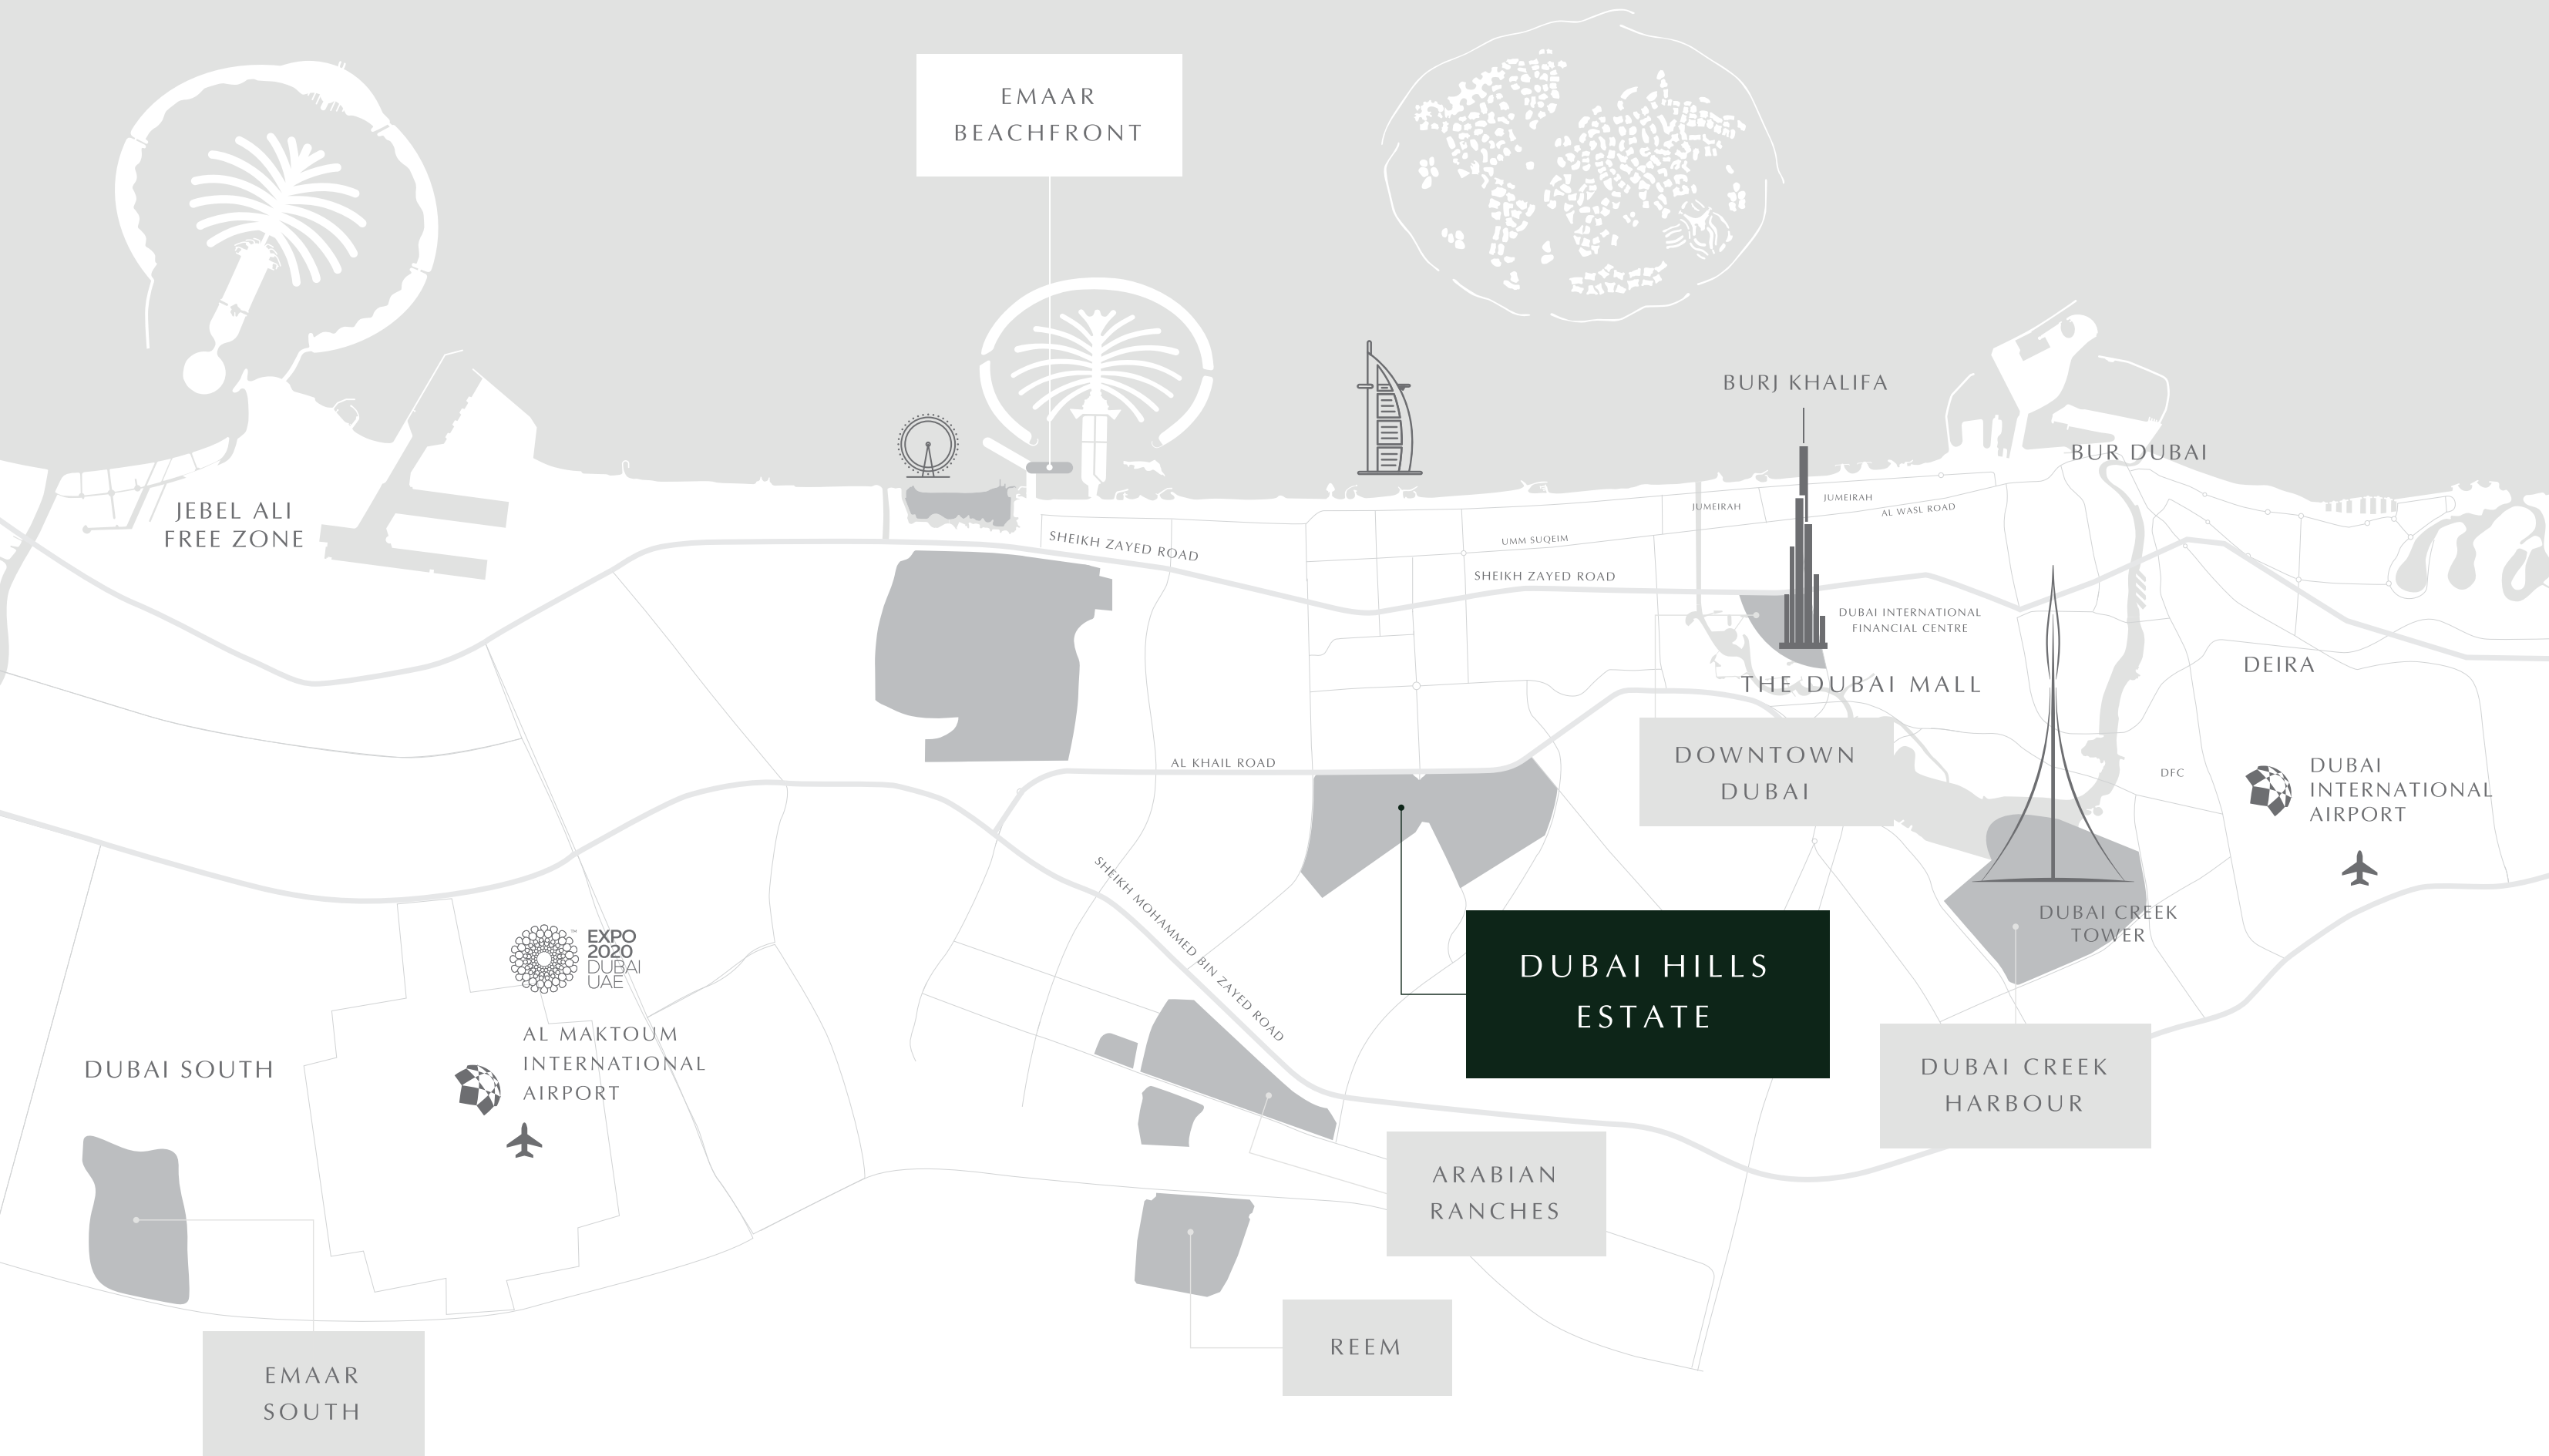 EMAAR
BEACHFRONT
BURJ KHALIFA
BUR DUBAI
JEBEL ALI
FREE ZONE
JUMEIRAH
JUMEIRAH
AL WASL ROAD
SHEIKH ZAYED ROAD
UMM SUQEIM
SHEIKH ZAYED ROAD
DUBAI INTERNATIONAL
FINANCIAL CENTRE
DEIRA
THE DUBAI MALL
DOWNTOWN
DUBAI
AL KHAIL ROAD
DFC
DUBAI
INTERNATIONAL
AIRPORT
SHEIKH MOHAMMED BIN ZAYED ROAD
DUBAI CREEK
TOWER
EXPO
2020
DUBAI
UAE
™
DUBAI HILLS
ESTATE
AL MAKTOUM
INTERNATIONAL
AIRPORT
DUBAI SOUTH
DUBAI CREEK
HARBOUR
ARABIAN
RANCHES
REEM
EMAAR
SOUTH